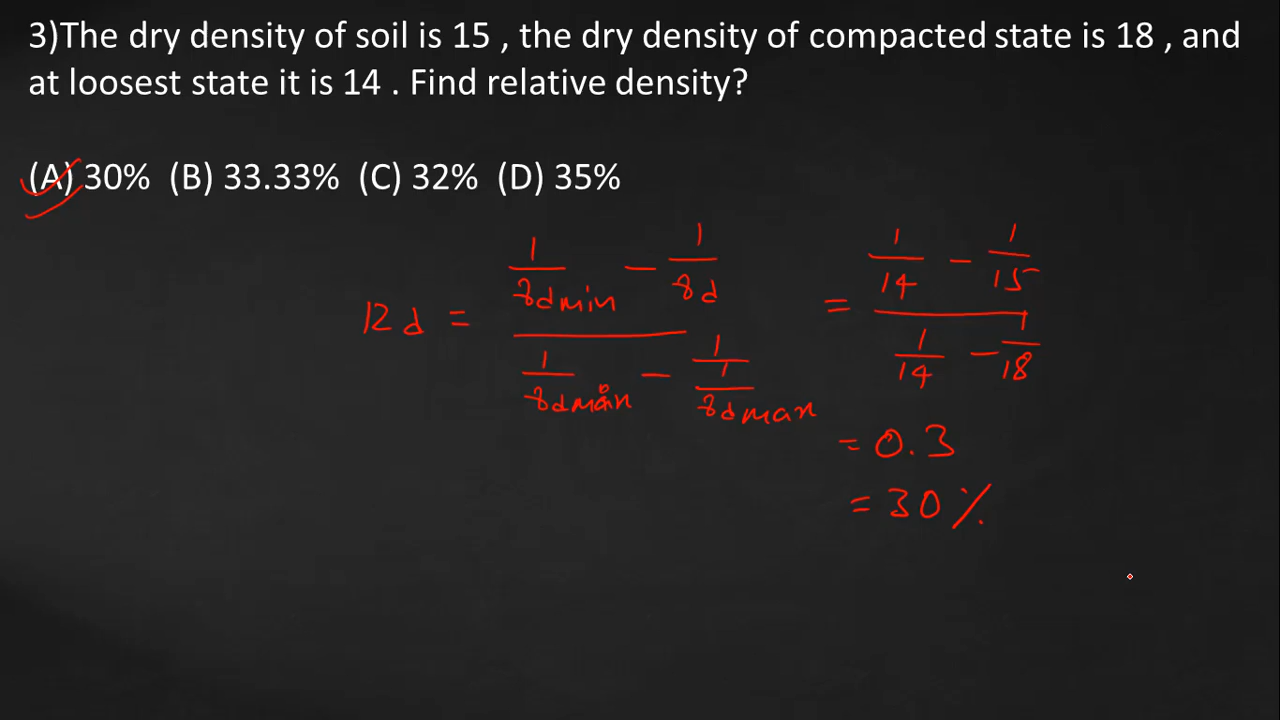 3)The dry density of soil is 15 , the dry density of compacted state is 18 , and
at loosest state it is 14 . Find relative density?
(A) 30% (B) 33.33% (C) 32% (D) 35%
Rd = (1/γdmin − 1/γd) / (1/γdmin − 1/(1/γdmax)) = (1/14 − 1/15) / (1/14 − 1/18)
= 0.3
= 30%